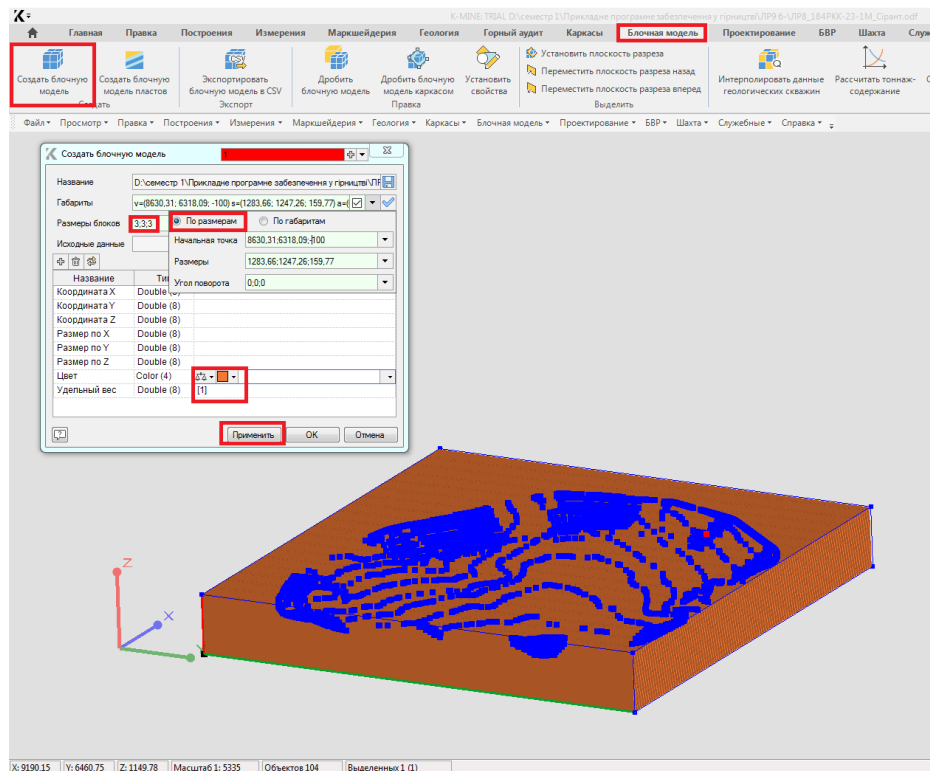 K-MINE: TRIAL D:\семестр 1\Прикладне програмне забезпечення у гірництві\ЛР9 6-\ЛР8_184РКК-23-1М_Сірант.odf
Главная Правка Построения Измерения Маркшейдерия Геология Горный аудит Каркасы Блочная модель Проектирование БВР Шахта Служ
Создать блочную модель
Создать блочную модель пластов
Экспортировать блочную модель в CSV
Дробить блочную модель
Дробить блочную модель каркасом
Установить свойства
Установить плоскость разреза
Переместить плоскость разреза назад
Переместить плоскость разреза вперед
Интерполировать данные геологических скважин
Рассчитать тоннаж-содержание
Создать Экспорт Правка Выделить
Файл Просмотр Правка Построения Измерения Маркшейдерия Геология Каркасы Блочная модель Проектирование БВР Шахта Служебные Справка
Создать блочную модель 1
Название D:\семестр 1\Прикладне програмне забезпечення у гірництві\ЛР
Габариты v=(8630,31; 6318,09; -100) s=(1283,66; 1247,26; 159,77) a=(
Размеры блоков 3;3;3 По размерам По габаритам
Исходные данные Начальная точка 8630,31;6318,09;-100
Размеры 1283,66;1247,26;159,77
Название Ти Угол поворота 0;0;0
Координата X Double (8)
Координата Y Double (8)
Координата Z Double (8)
Размер по X Double (8)
Размер по Y Double (8)
Размер по Z Double (8)
Цвет Color (4)
Удельный вес Double (8) [1]
Применить OK Отмена
Z
X
Y
X: 9190.15 Y: 6460.75 Z: 1149.78 Масштаб 1: 5335 Объектов 104 Выделенных 1 (1)